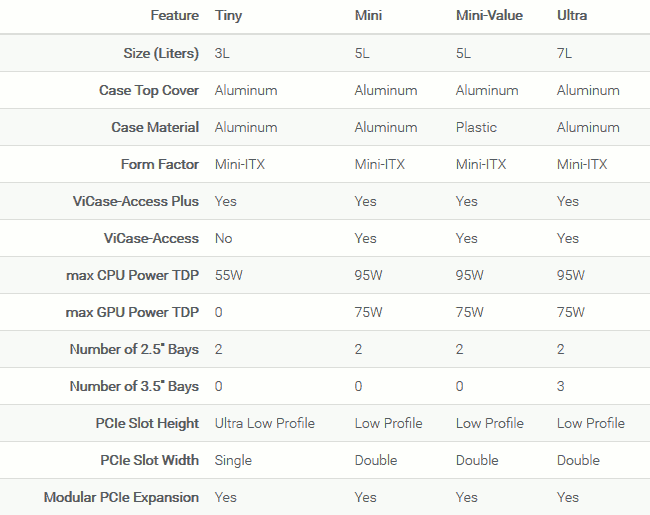 Feature Tiny Mini Mini-Value Ultra
Size (Liters) 3L 5L 5L 7L
Case Top Cover Aluminum Aluminum Aluminum Aluminum
Case Material Aluminum Aluminum Plastic Aluminum
Form Factor Mini-ITX Mini-ITX Mini-ITX Mini-ITX
ViCase-Access Plus Yes Yes Yes Yes
ViCase-Access No Yes Yes Yes
max CPU Power TDP 55W 95W 95W 95W
max GPU Power TDP 0 75W 75W 75W
Number of 2.5" Bays 2 2 2 2
Number of 3.5" Bays 0 0 0 3
PCIe Slot Height Ultra Low Profile Low Profile Low Profile Low Profile
PCIe Slot Width Single Double Double Double
Modular PCIe Expansion Yes Yes Yes Yes